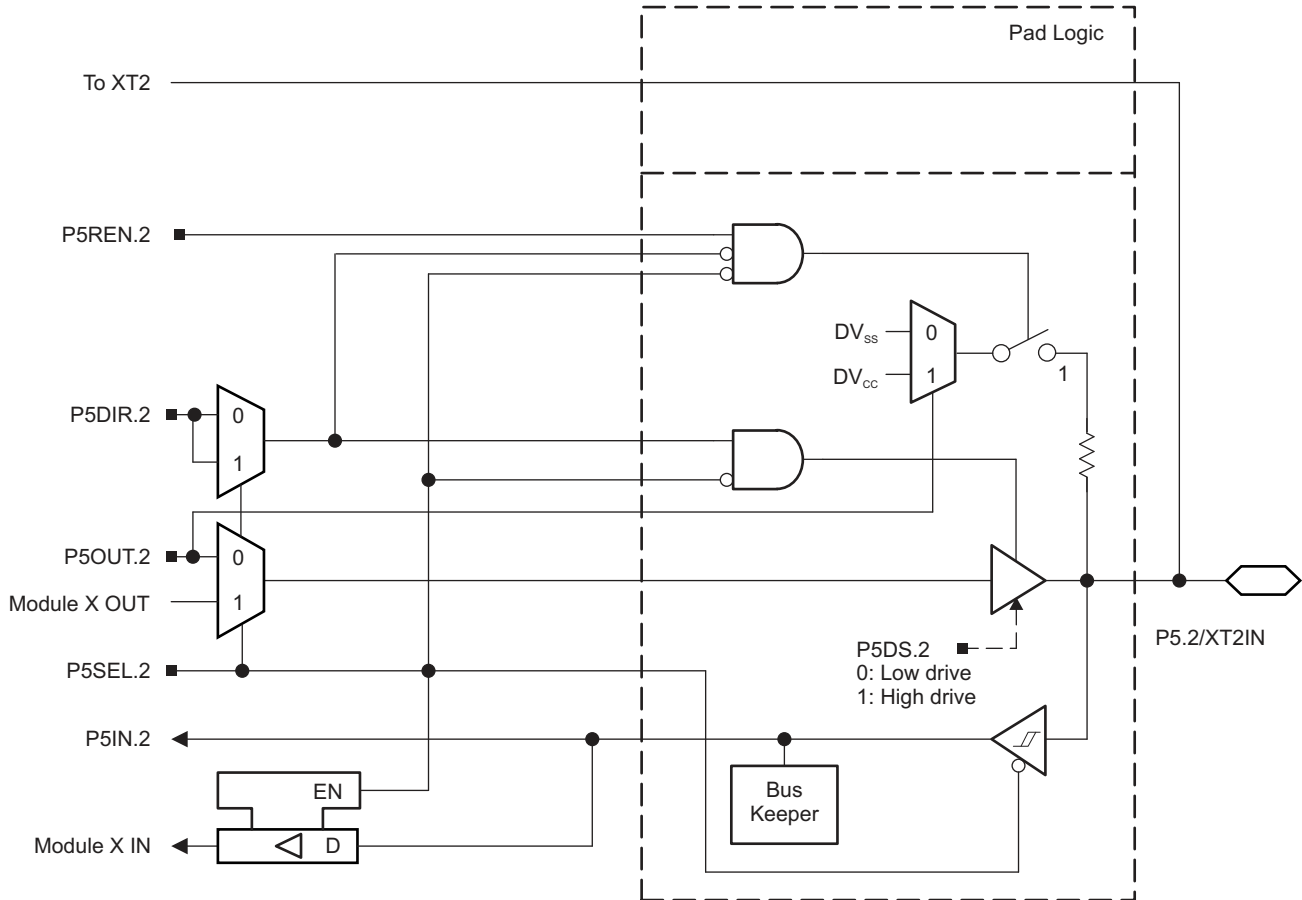 Pad Logic
To XT2
P5REN.2
DVSS
0
DVCC
1
1
P5DIR.2
0
1
P5OUT.2
0
Module X OUT
1
P5SEL.2
P5DS.2
0: Low drive
1: High drive
P5.2/XT2IN
P5IN.2
Bus
Keeper
EN
Module X IN
D